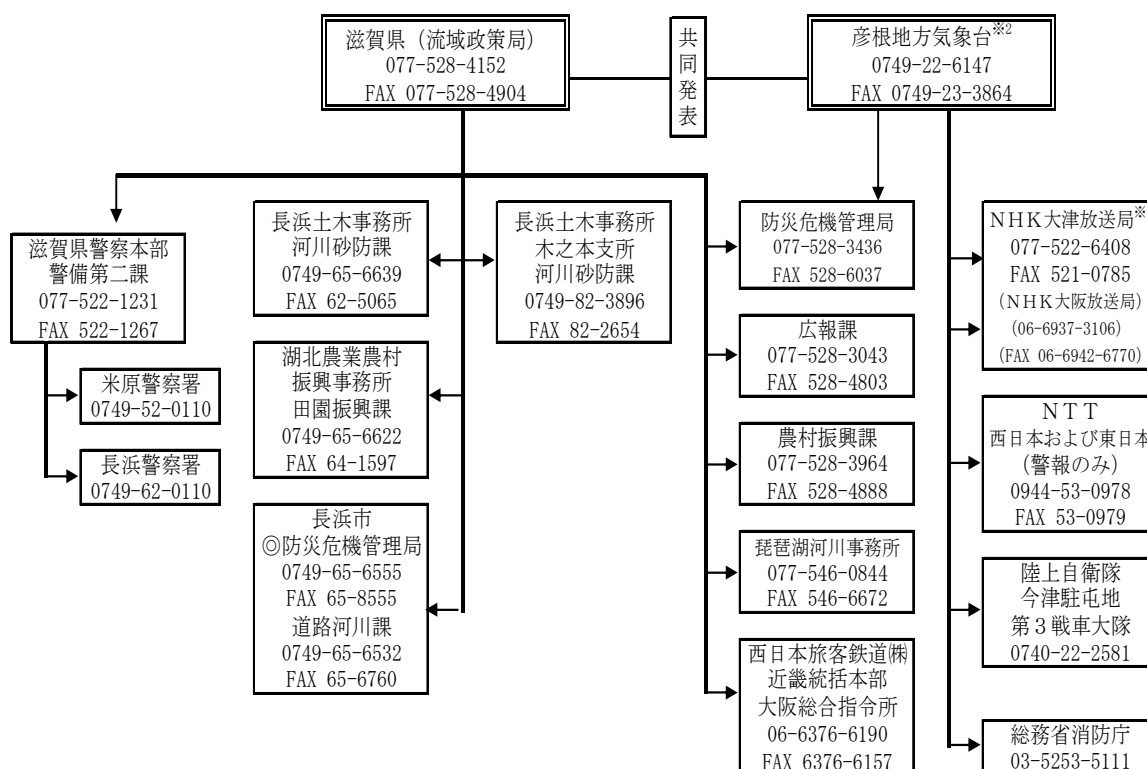 滋賀県（流域政策局）
077-528-4152
FAX 077-528-4904
共同発表
彦根地方気象台※2
0749-22-6147
FAX 0749-23-3864
滋賀県警察本部
警備第二課
077-522-1231
FAX 522-1267
米原警察署
0749-52-0110
長浜警察署
0749-62-0110
長浜土木事務所
河川砂防課
0749-65-6639
FAX 62-5065
長浜土木事務所
木之本支所
河川砂防課
0749-82-3896
FAX 82-2654
湖北農業農村
振興事務所
田園振興課
0749-65-6622
FAX 64-1597
長浜市
◎防災危機管理局
0749-65-6555
FAX 65-8555
道路河川課
0749-65-6532
FAX 65-6760
防災危機管理局
077-528-3436
FAX 528-6037
広報課
077-528-3043
FAX 528-4803
農村振興課
077-528-3964
FAX 528-4888
琵琶湖河川事務所
077-546-0844
FAX 546-6672
西日本旅客鉄道㈱
近畿統括本部
大阪総合指令所
06-6376-6190
FAX 6376-6157
NHK大津放送局※
077-522-6408
FAX 521-0785
（NHK大阪放送局）
(06-6937-3106)
(FAX 06-6942-6770)
NTT
西日本および東日本
（警報のみ）
0944-53-0978
FAX 53-0979
陸上自衛隊
今津駐屯地
第３戦車大隊
0740-22-2581
総務省消防庁
03-5253-5111